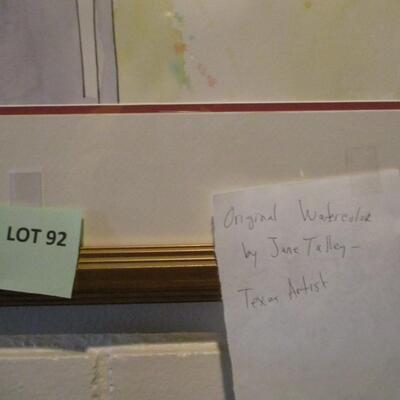 LOT 92
Original Watercolor
by Jane Talley -
Texas Artist